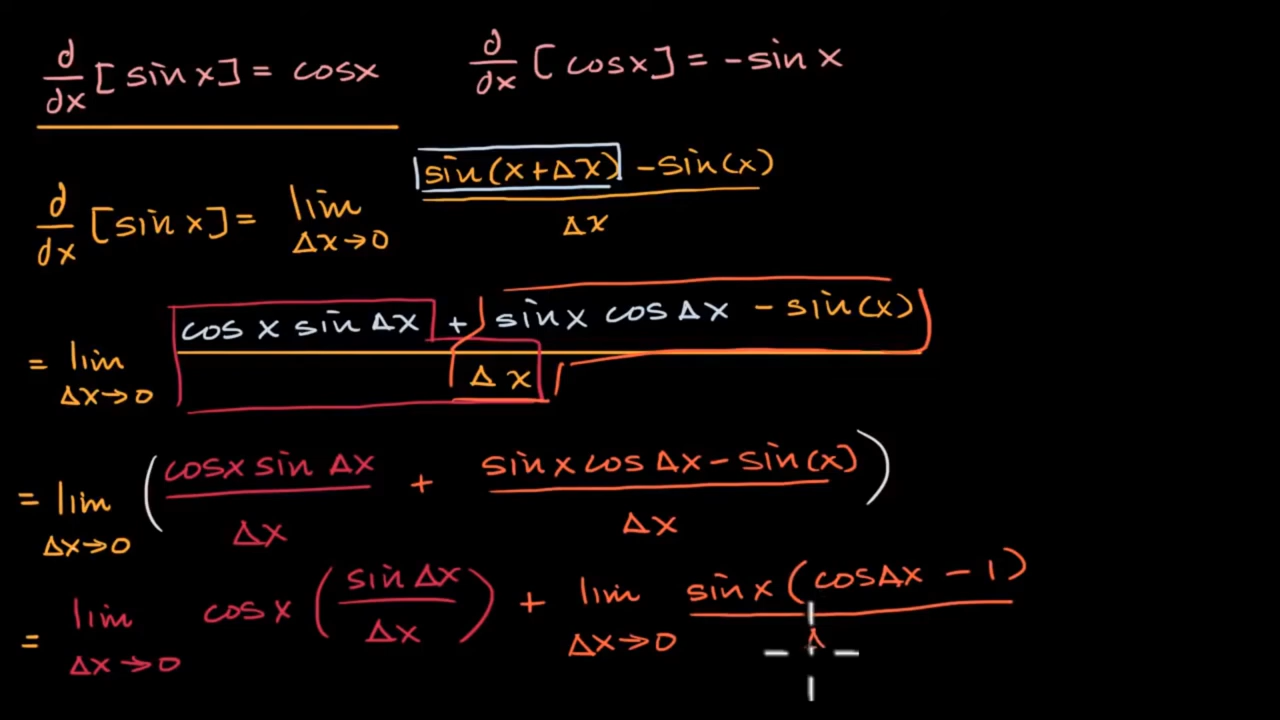 d/dx [sin x] = cos x    d/dx [cos x] = -sin x
d/dx [sin x] = lim Δx→0 (sin(x+Δx) - sin(x))/Δx
= lim Δx→0 (cos x sin Δx + sin x cos Δx - sin(x))/Δx
= lim Δx→0 ( cos x sin Δx/Δx + (sin x cos Δx - sin(x))/Δx )
= lim Δx→0 cos x (sin Δx/Δx) + lim Δx→0 sin x (cos Δx - 1)/Δ